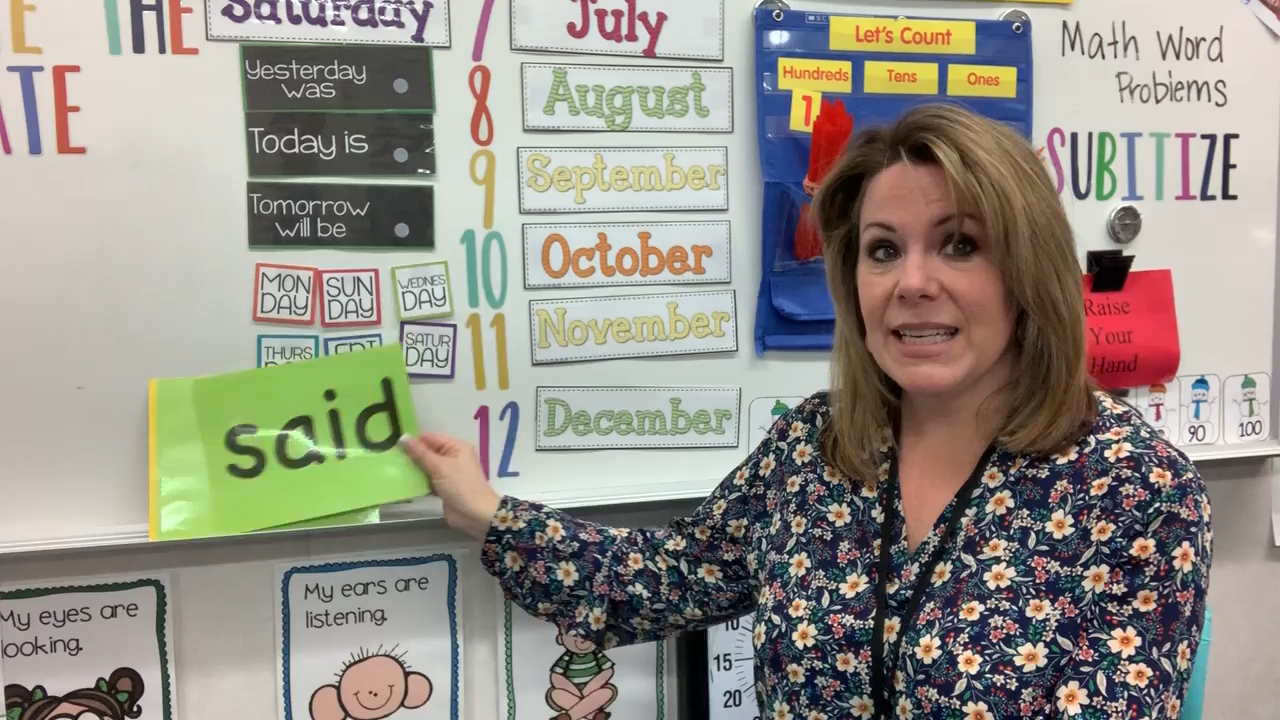 THE
Saturday
Yesterday
was
Today is
Tomorrow
will be
MON
DAY
SUN
DAY
WEDNES
DAY
THURS
FRI
SATUR
DAY
7 July
8 August
9 September
10 October
11 November
12 December
Let's Count
Hundreds Tens Ones
1
Math Word
Problems
SUBITIZE
Raise
Your
Hand
90
100
said
My eyes are
looking.
My ears are
listening.
15
20